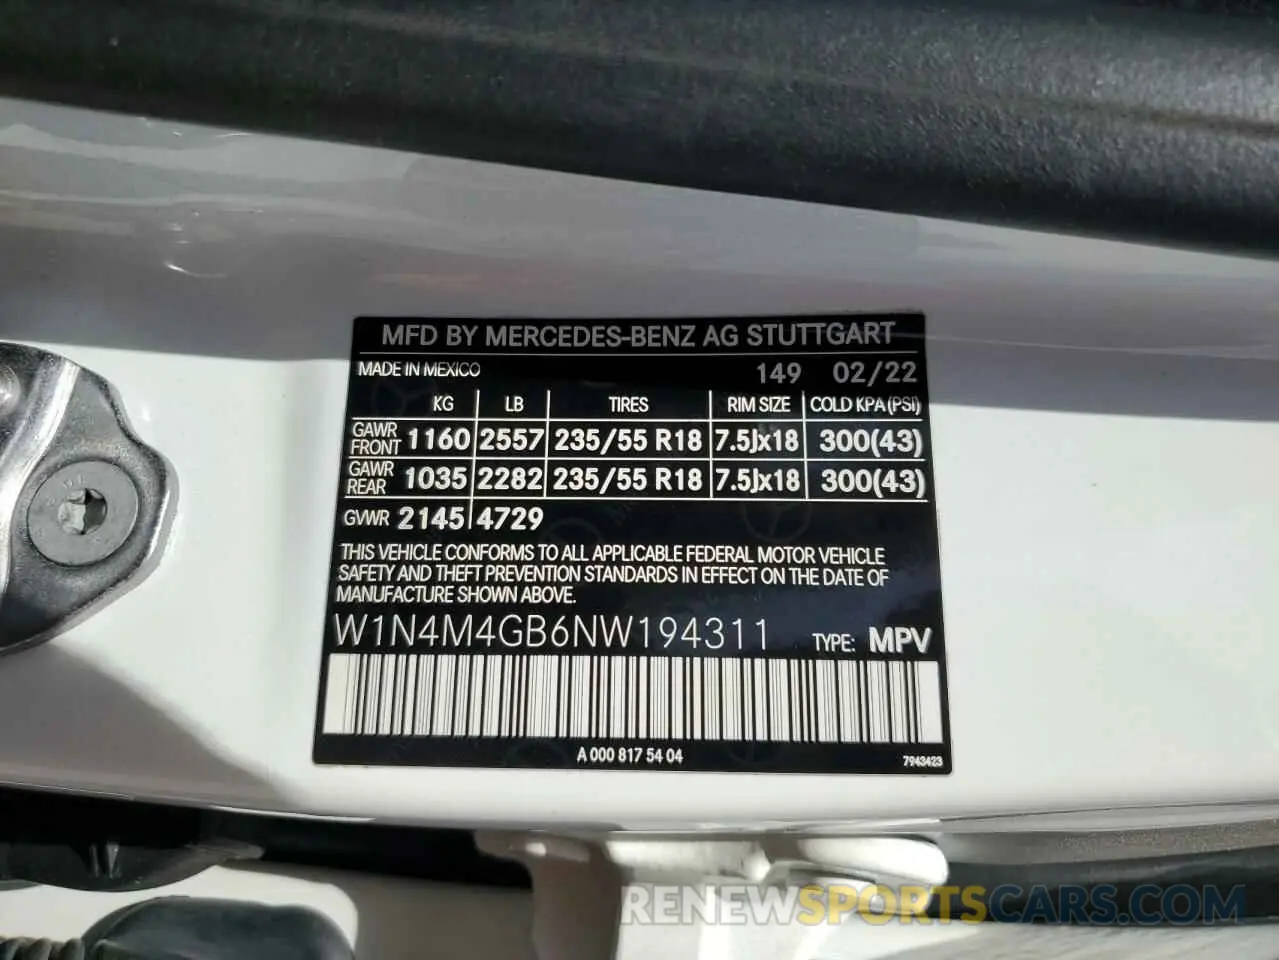 MFD BY MERCEDES-BENZ AG STUTTGART
MADE IN MEXICO 149 02/22
KG LB TIRES RIM SIZE COLD KPA (PSI)
GAWR FRONT 1160 2557 235/55 R18 7.5Jx18 300(43)
GAWR REAR 1035 2282 235/55 R18 7.5Jx18 300(43)
GVWR 2145 4729
THIS VEHICLE CONFORMS TO ALL APPLICABLE FEDERAL MOTOR VEHICLE
SAFETY AND THEFT PREVENTION STANDARDS IN EFFECT ON THE DATE OF
MANUFACTURE SHOWN ABOVE.
W1N4M4GB6NW194311 TYPE: MPV
A 000 817 54 04 7943423
RENEWSPORTSCARS.COM